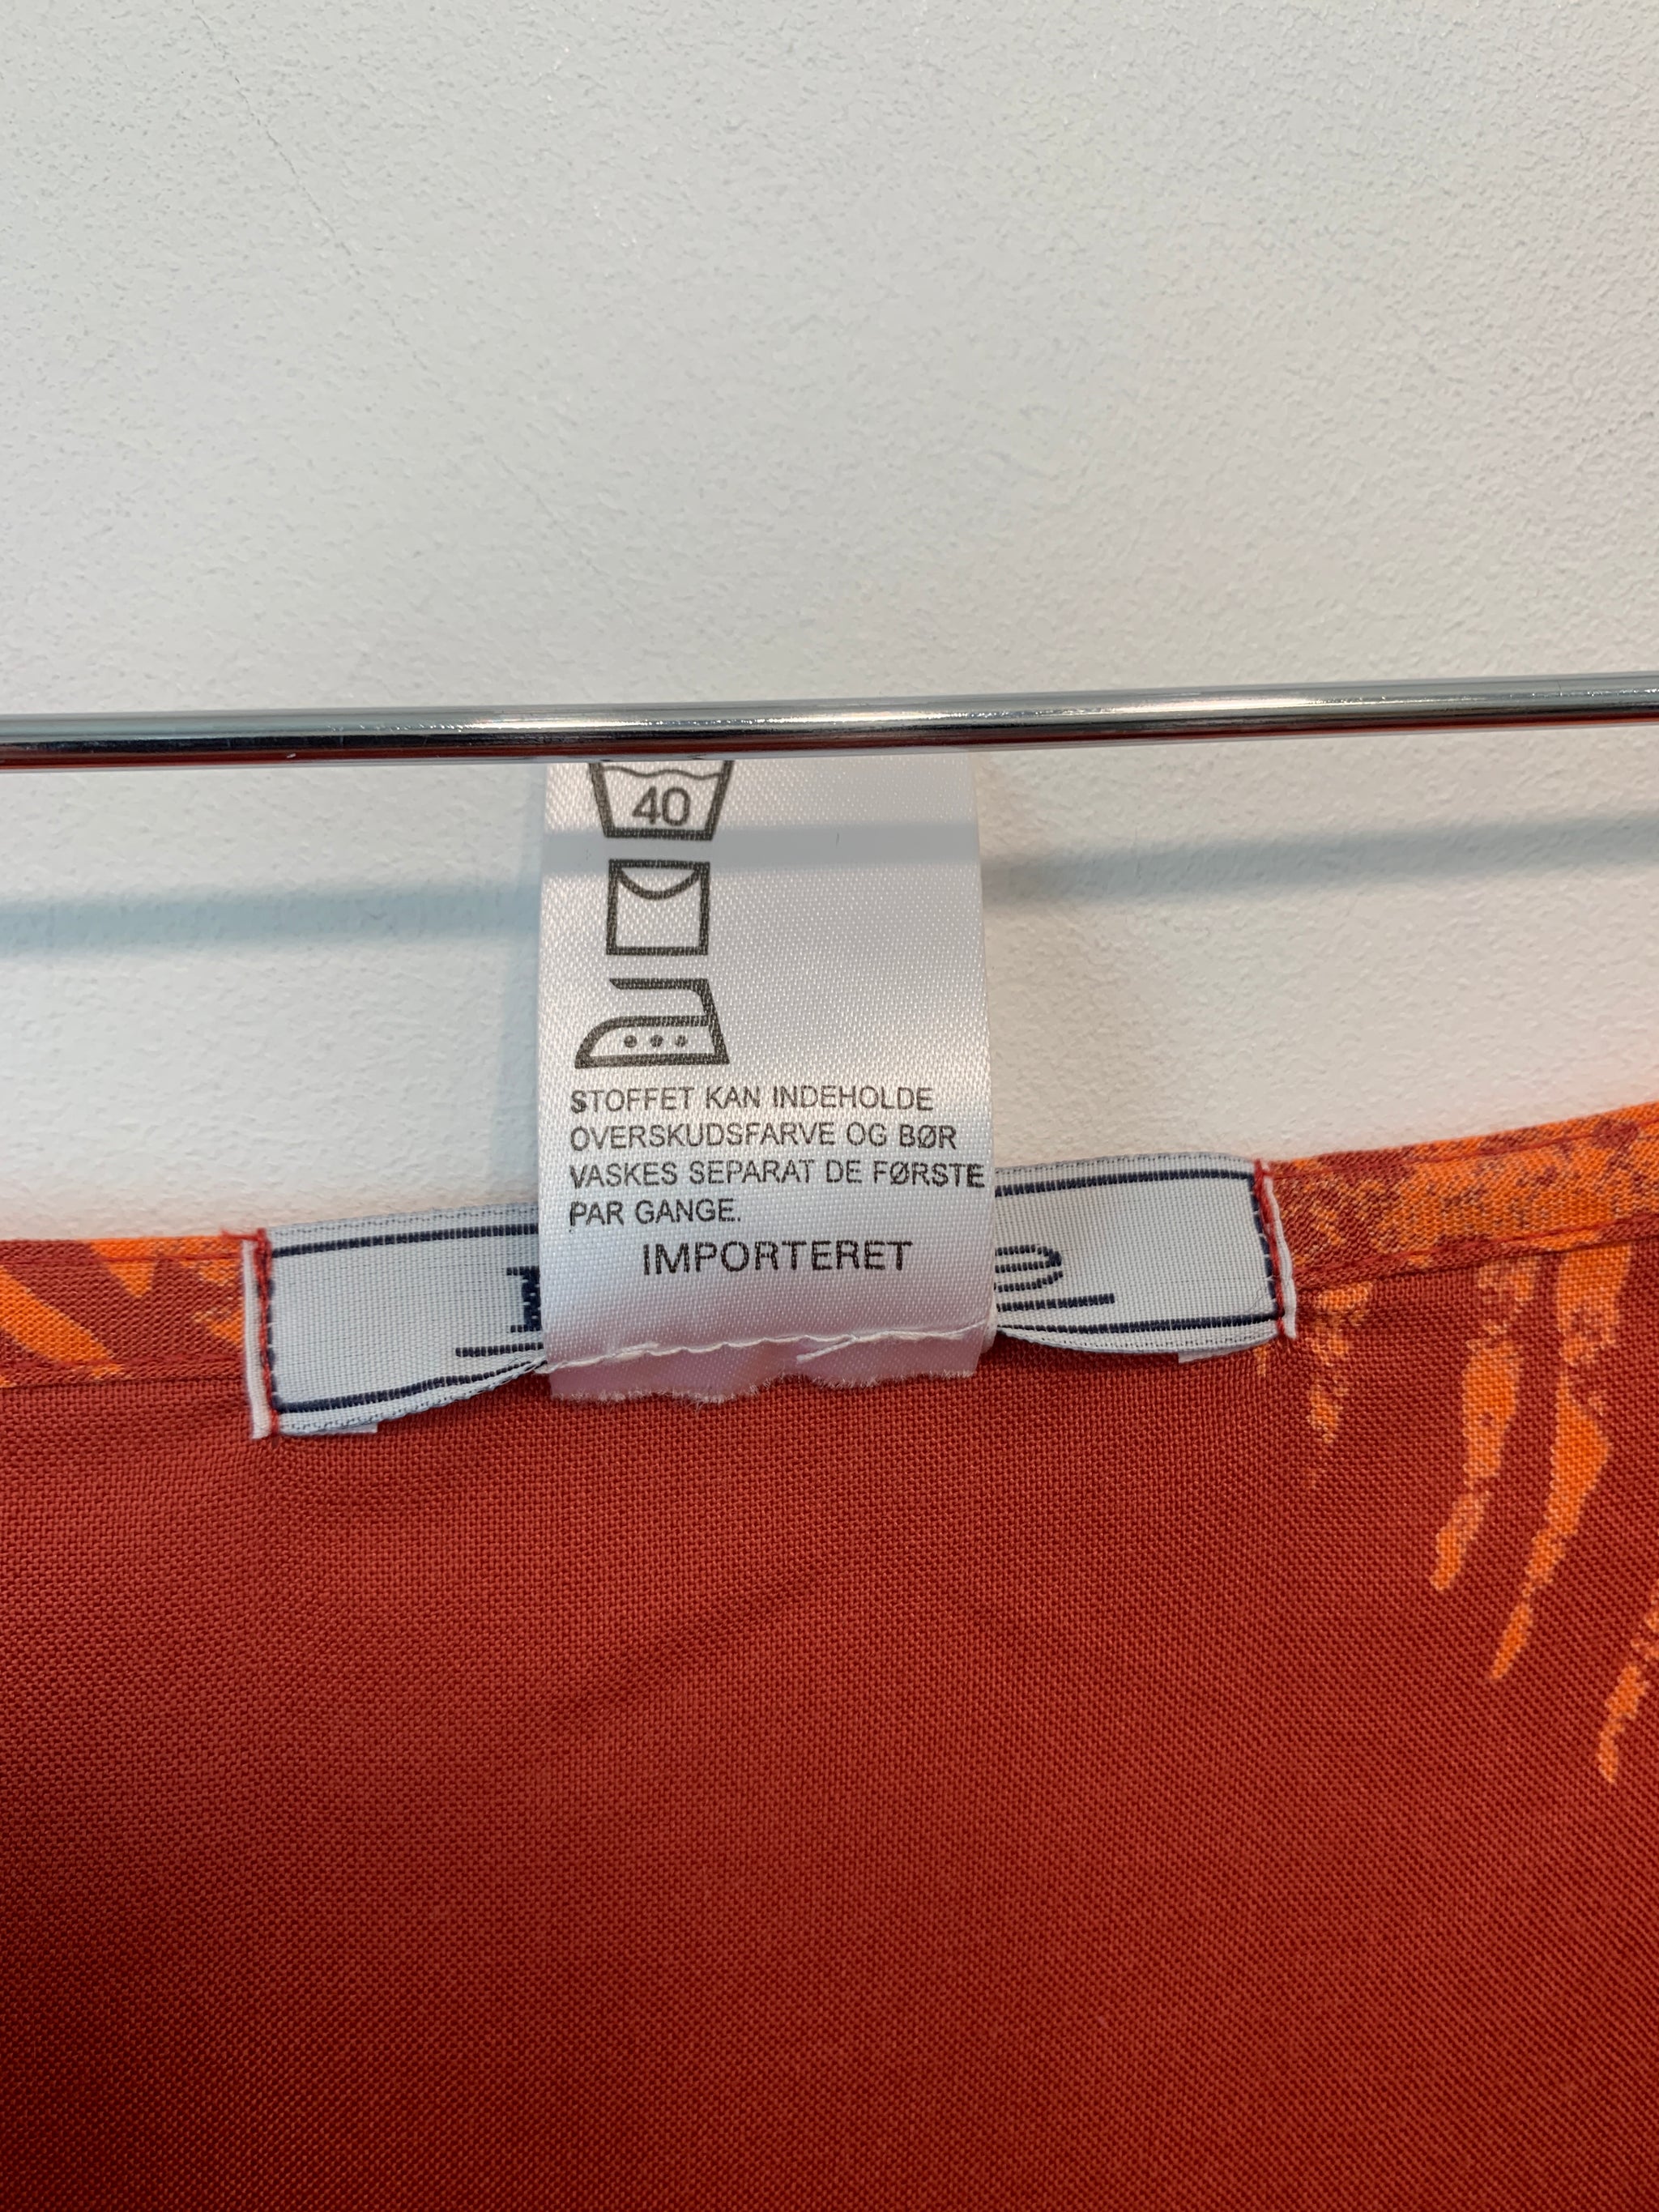 40
STOFFET KAN INDEHOLDE
OVERSKUDSFARVE OG BØR
VASKES SEPARAT DE FØRSTE
PAR GANGE.
IMPORTERET